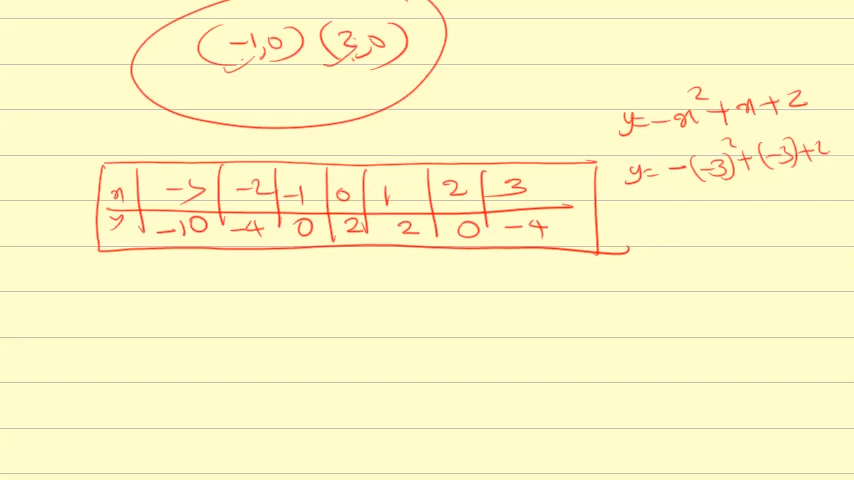 (-1,0) (2,0)
y = -x² + x + 2
y = -(-3)² + (-3) + 2
x | -3 | -2 | -1 | 0 | 1 | 2 | 3
y | -10 | -4 | 0 | 2 | 2 | 0 | -4